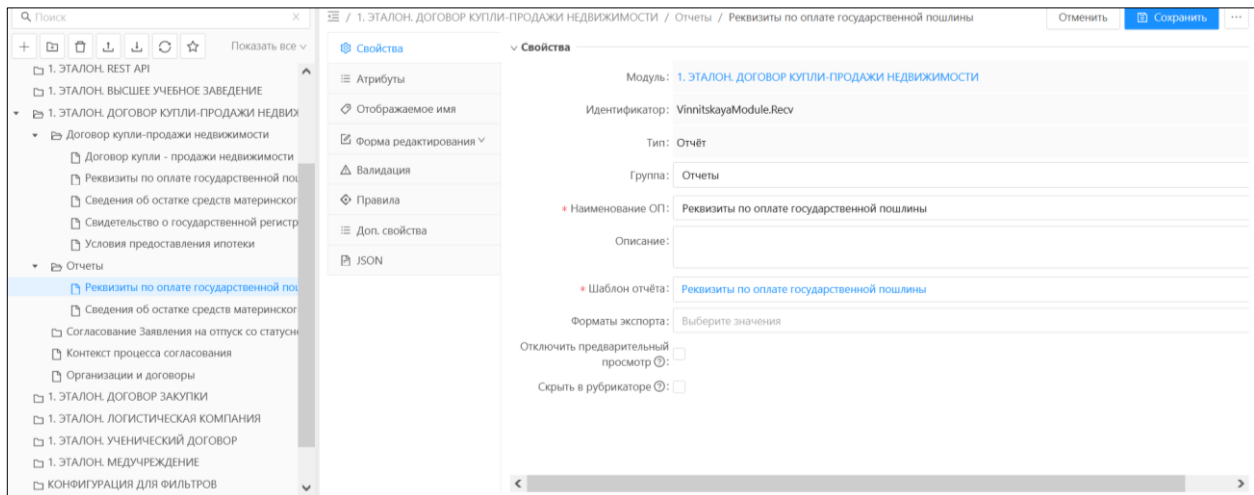 Поиск
Показать все
1. ЭТАЛОН. REST API
1. ЭТАЛОН. ВЫСШЕЕ УЧЕБНОЕ ЗАВЕДЕНИЕ
1. ЭТАЛОН. ДОГОВОР КУПЛИ-ПРОДАЖИ НЕДВИЖ
Договор купли-продажи недвижимости
Договор купли - продажи недвижимости
Реквизиты по оплате государственной пош
Сведения об остатке средств материнског
Свидетельство о государственной регистр
Условия предоставления ипотеки
Отчеты
Реквизиты по оплате государственной пош
Сведения об остатке средств материнског
Согласование Заявления на отпуск со статусн
Контекст процесса согласования
Организации и договоры
1. ЭТАЛОН. ДОГОВОР ЗАКУПКИ
1. ЭТАЛОН. ЛОГИСТИЧЕСКАЯ КОМПАНИЯ
1. ЭТАЛОН. УЧЕНИЧЕСКИЙ ДОГОВОР
1. ЭТАЛОН. МЕДУЧРЕЖДЕНИЕ
КОНФИГУРАЦИЯ ДЛЯ ФИЛЬТРОВ
/ 1. ЭТАЛОН. ДОГОВОР КУПЛИ-ПРОДАЖИ НЕДВИЖИМОСТИ / Отчеты / Реквизиты по оплате государственной пошлины
Отменить
Сохранить
...
Свойства
Атрибуты
Отображаемое имя
Форма редактирования
Валидация
Правила
Доп. свойства
JSON
Свойства
Модуль: 1. ЭТАЛОН. ДОГОВОР КУПЛИ-ПРОДАЖИ НЕДВИЖИМОСТИ
Идентификатор: VinnitskayaModule.Recv
Тип: Отчёт
Группа: Отчеты
* Наименование ОП: Реквизиты по оплате государственной пошлины
Описание:
* Шаблон отчёта: Реквизиты по оплате государственной пошлины
Форматы экспорта: Выберите значения
Отключить предварительный
просмотр ?:
Скрыть в рубрикаторе ?: